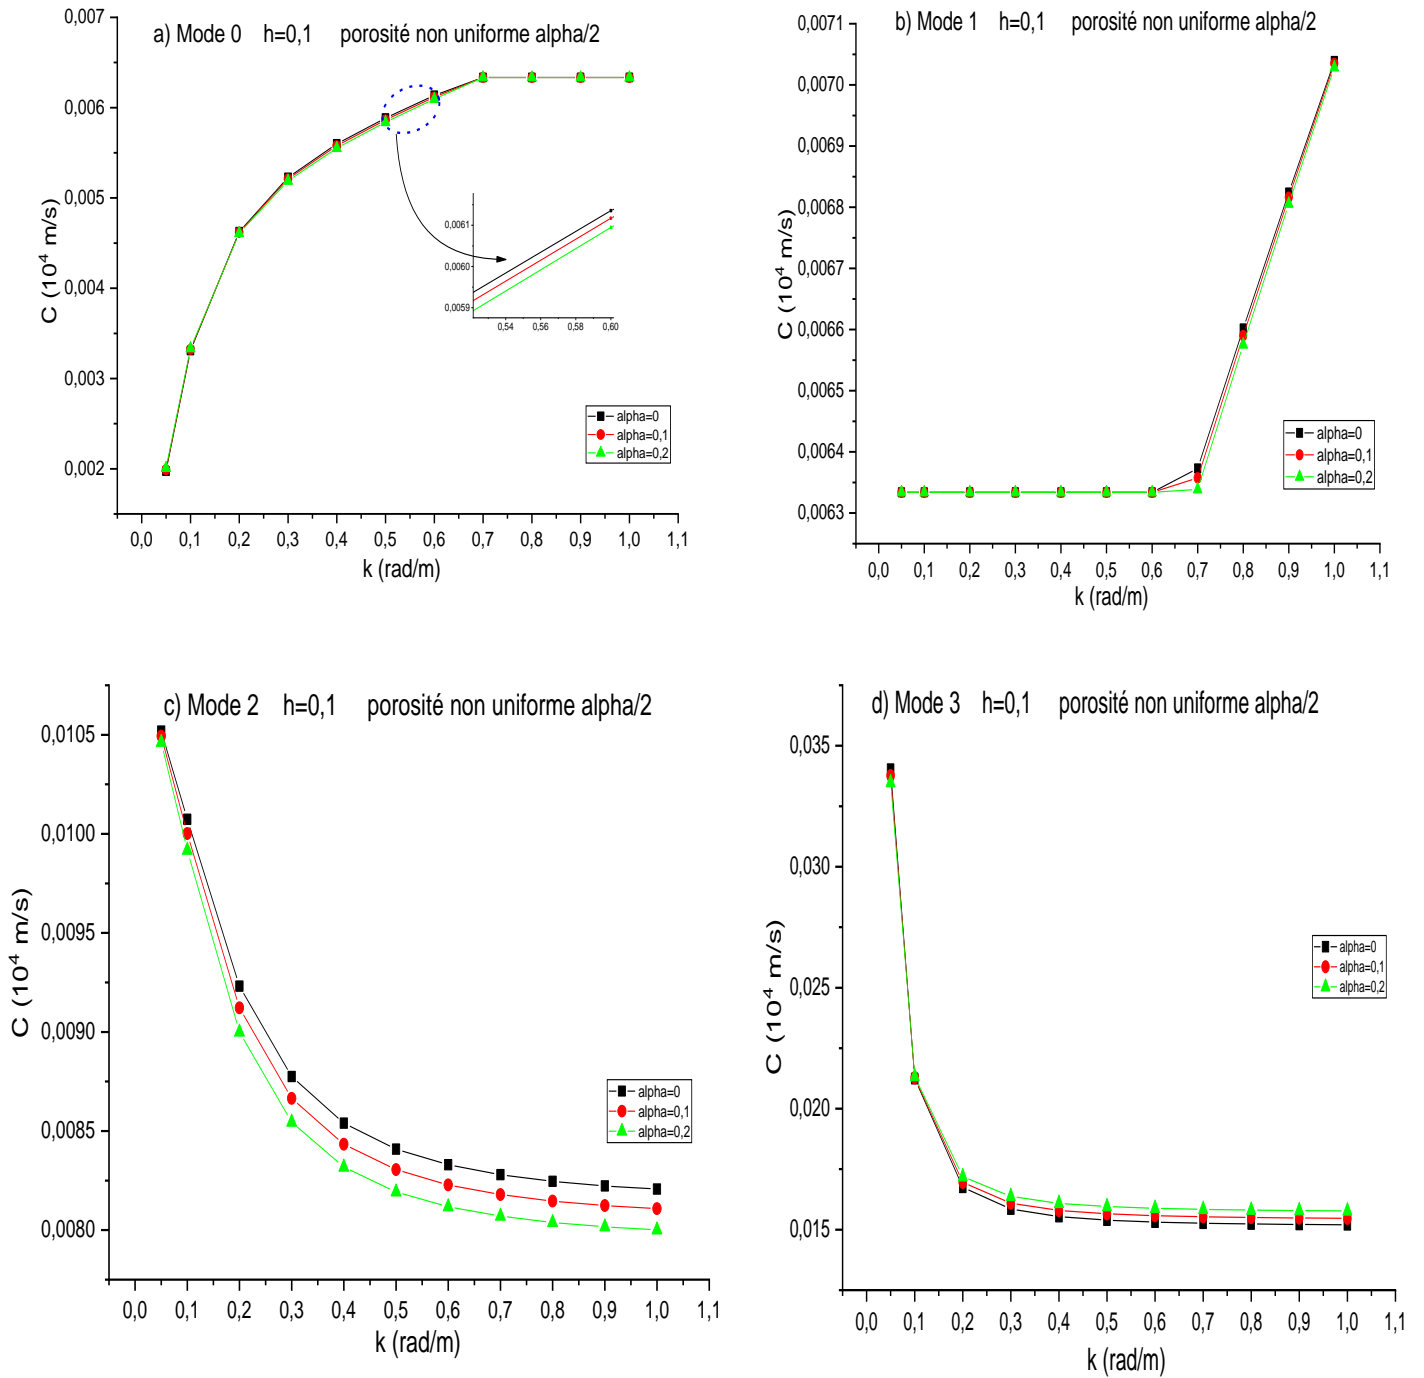 a) Mode 0 h=0,1 porosité non uniforme alpha/2
0,007
0,006
0,005
0,004
0,003
0,002
C (10⁴ m/s)
0,0061
0,0060
0,0059
0,54 0,56 0,58 0,60
alpha=0
alpha=0,1
alpha=0,2
0,0 0,1 0,2 0,3 0,4 0,5 0,6 0,7 0,8 0,9 1,0 1,1
k (rad/m)
b) Mode 1 h=0,1 porosité non uniforme alpha/2
0,0071
0,0070
0,0069
0,0068
0,0067
0,0066
0,0065
0,0064
0,0063
C (10⁴ m/s)
alpha=0
alpha=0,1
alpha=0,2
0,0 0,1 0,2 0,3 0,4 0,5 0,6 0,7 0,8 0,9 1,0 1,1
k (rad/m)
c) Mode 2 h=0,1 porosité non uniforme alpha/2
0,0105
0,0100
0,0095
0,0090
0,0085
0,0080
C (10⁴ m/s)
alpha=0
alpha=0,1
alpha=0,2
0,0 0,1 0,2 0,3 0,4 0,5 0,6 0,7 0,8 0,9 1,0 1,1
k (rad/m)
d) Mode 3 h=0,1 porosité non uniforme alpha/2
0,035
0,030
0,025
0,020
0,015
C (10⁴ m/s)
alpha=0
alpha=0,1
alpha=0,2
0,0 0,1 0,2 0,3 0,4 0,5 0,6 0,7 0,8 0,9 1,0 1,1
k (rad/m)